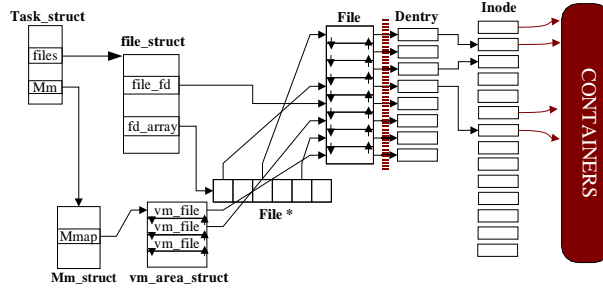 Task_struct
files
Mm
file_struct
file_fd
fd_array
File
Dentry
Inode
CONTAINERS
File *
Mmap
Mm_struct
vm_file
vm_file
vm_file
vm_area_struct